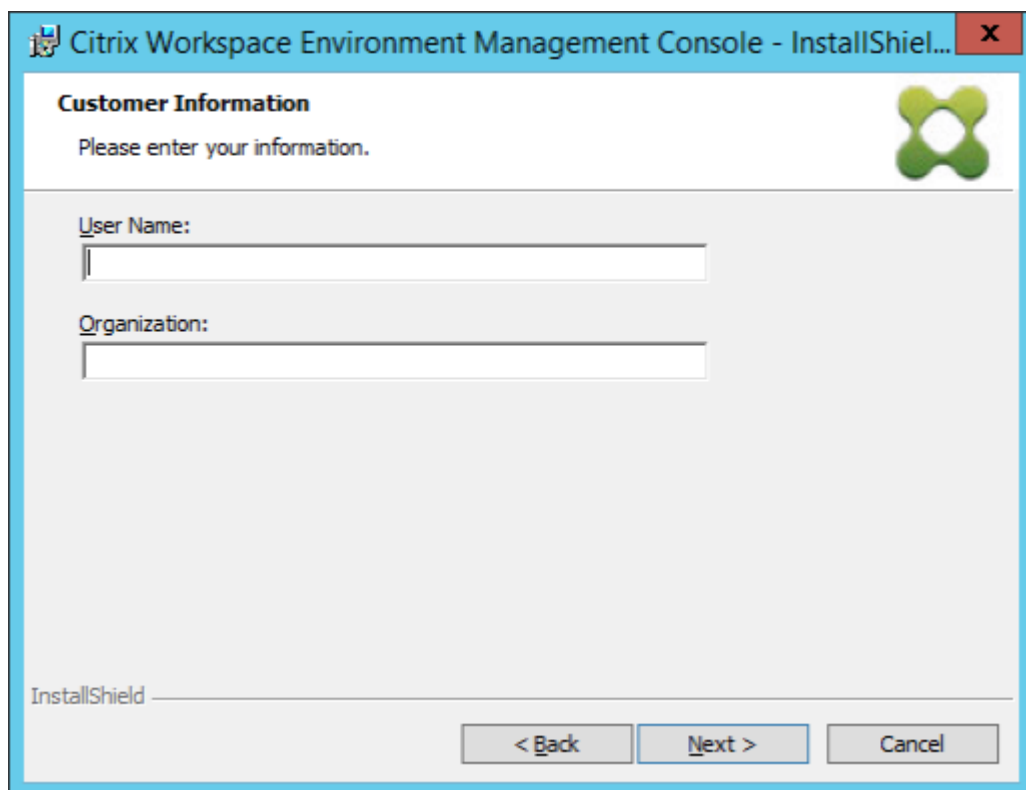 Citrix Workspace Environment Management Console - InstallShiel...
x
Customer Information
Please enter your information.
User Name:
Organization:
InstallShield
< Back
Next >
Cancel